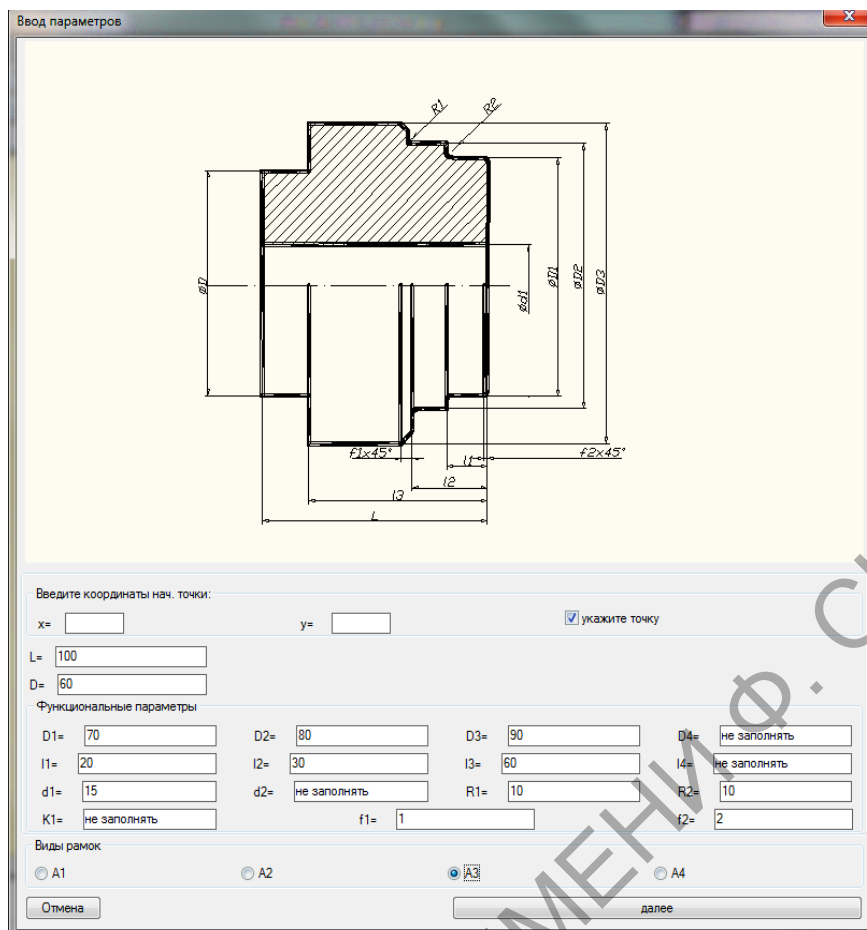 Ввод параметров
x
R1
R2
øD
ød1
øD1
øD2
øD3
f1x45°
l1
f2x45°
l2
l3
L
Введите координаты нач. точки:
x=
y=
укажите точку
L= 100
D= 60
Функциональные параметры
D1= 70 D2= 80 D3= 90 D4= не заполнять
l1= 20 l2= 30 l3= 60 l4= не заполнять
d1= 15 d2= не заполнять R1= 10 R2= 10
K1= не заполнять f1= 1 f2= 2
Виды рамок
A1 A2 A3 A4
Отмена далее
ИМЕНИ Ф.